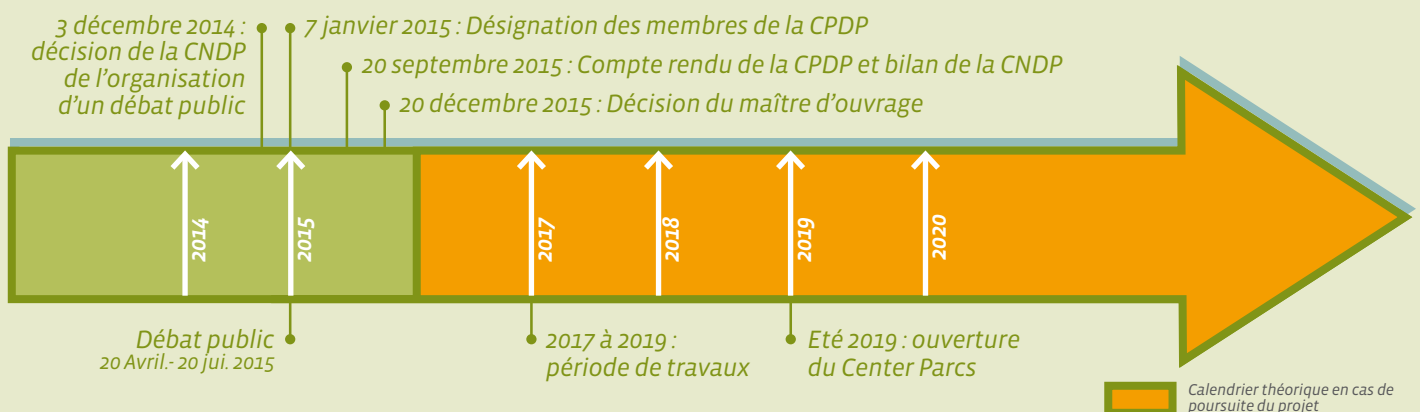 3 décembre 2014 :
décision de la CNDP
de l'organisation
d'un débat public
7 janvier 2015 : Désignation des membres de la CPDP
20 septembre 2015 : Compte rendu de la CPDP et bilan de la CNDP
20 décembre 2015 : Décision du maître d'ouvrage
2014
2015
2017
2018
2019
2020
Débat public
20 Avril.- 20 jui. 2015
2017 à 2019 :
période de travaux
Eté 2019 : ouverture
du Center Parcs
Calendrier théorique en cas de
poursuite du projet